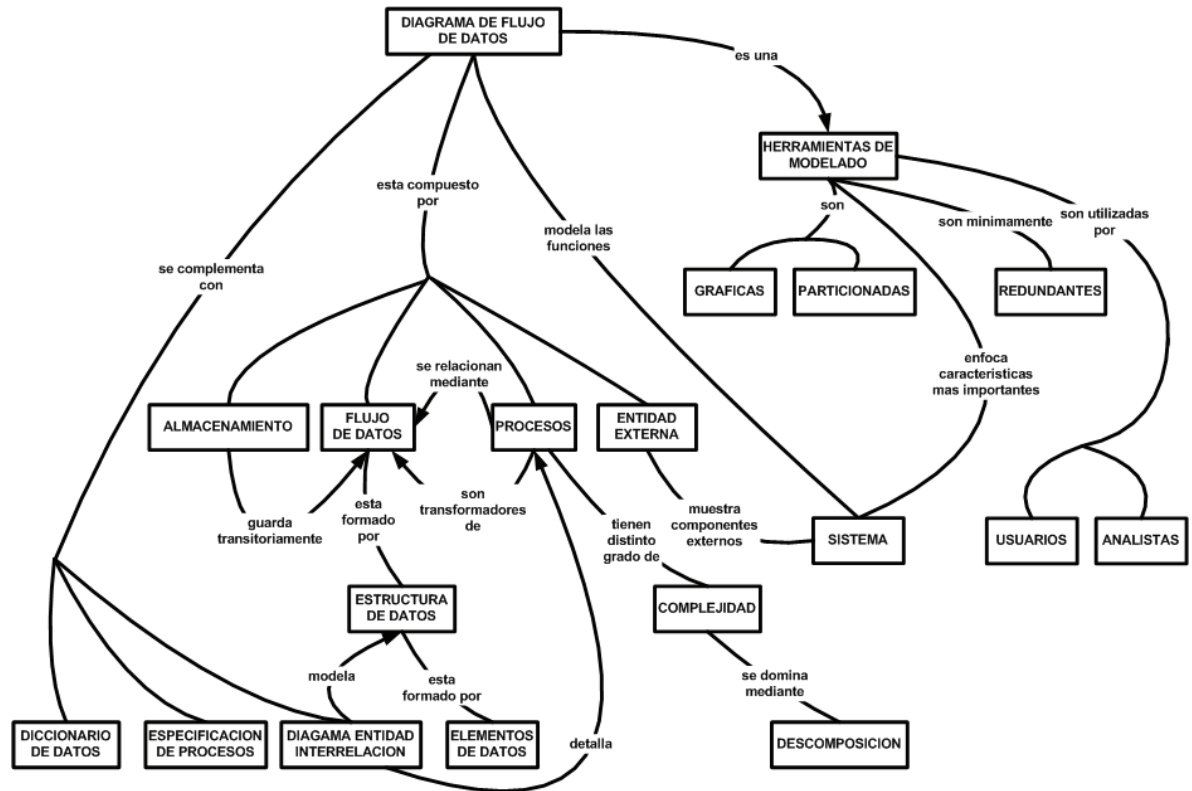 DIAGRAMA DE FLUJO
DE DATOS
es una
HERRAMIENTAS DE
MODELADO
esta compuesto
por
son
son minimamente
son utilizadas
por
modela las
funciones
se complementa
con
GRAFICAS
PARTICIONADAS
REDUNDANTES
se relacionan
mediante
enfoca
caracteristicas
mas importantes
ALMACENAMIENTO
FLUJO
DE DATOS
PROCESOS
ENTIDAD
EXTERNA
guarda
transitoriamente
esta
formado
por
son
transformadores
de
tienen
distinto
grado de
muestra
componentes
externos
SISTEMA
USUARIOS
ANALISTAS
ESTRUCTURA
DE DATOS
COMPLEJIDAD
modela
esta
formado por
se domina
mediante
DICCIONARIO
DE DATOS
ESPECIFICACION
DE PROCESOS
DIAGAMA ENTIDAD
INTERRELACION
ELEMENTOS
DE DATOS
detalla
DESCOMPOSICION